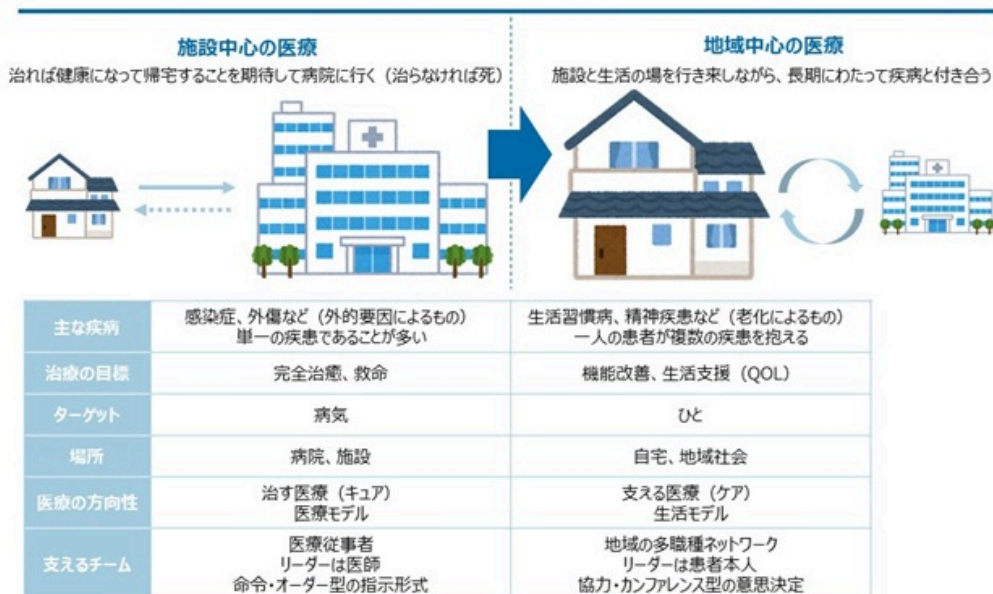 施設中心の医療
治れば健康になって帰宅することを期待して病院に行く（治らなければ死）
地域中心の医療
施設と生活の場を行き来しながら、長期にわたって疾病と付き合う
主な疾病
感染症、外傷など（外的要因によるもの）
単一の疾患であることが多い
生活習慣病、精神疾患など（老化によるもの）
一人の患者が複数の疾患を抱える
治療の目標
完全治癒、救命
機能改善、生活支援（QOL）
ターゲット
病気
ひと
場所
病院、施設
自宅、地域社会
医療の方向性
治す医療（キュア）
医療モデル
支える医療（ケア）
生活モデル
支えるチーム
医療従事者
リーダーは医師
命令・オーダー型の指示形式
地域の多職種ネットワーク
リーダーは患者本人
協力・カンファレンス型の意思決定